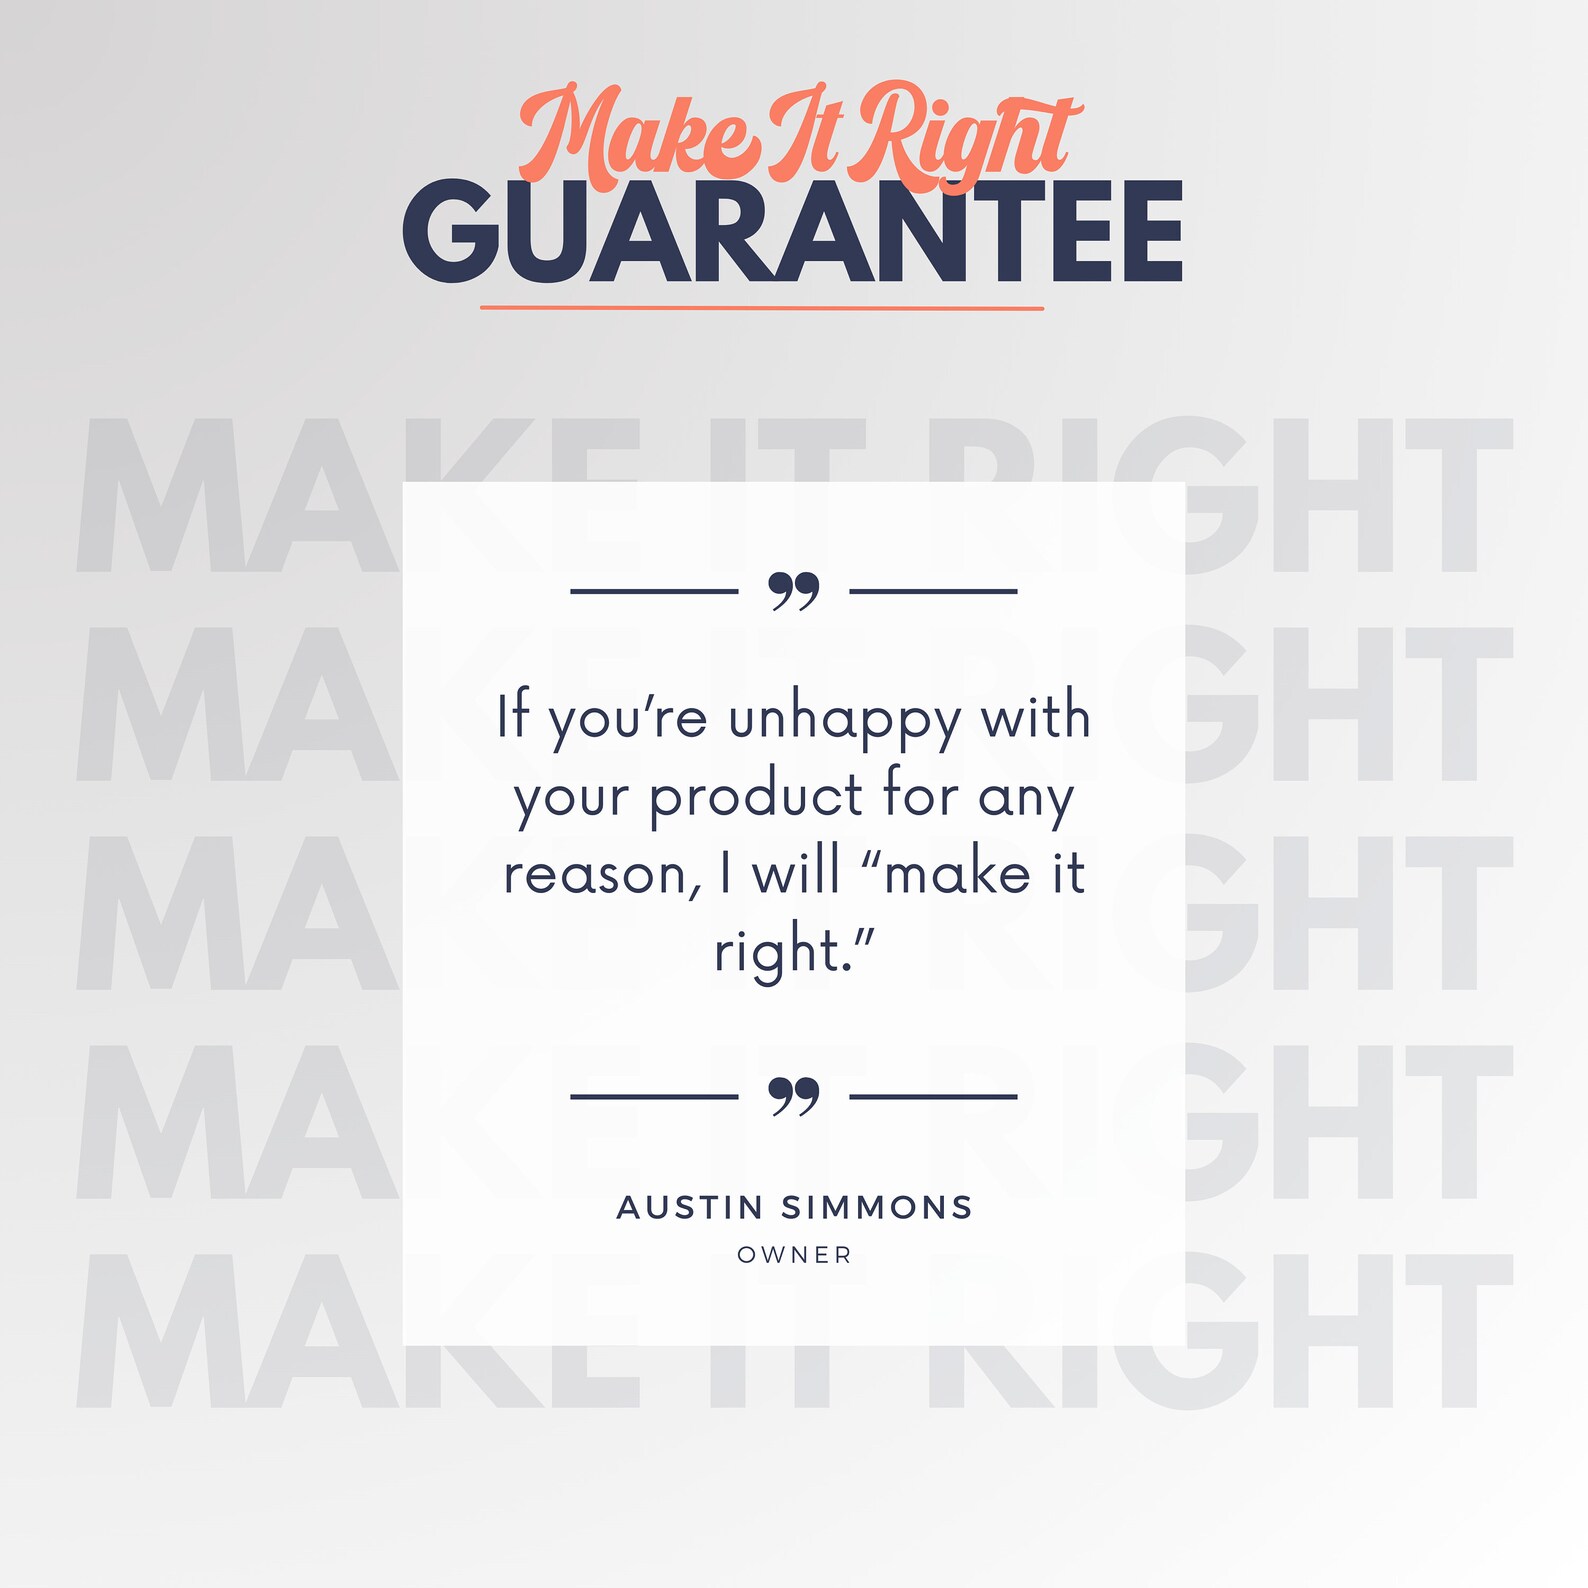 Make It Right
GUARANTEE
MAKE IT RIGHT
”
MAKE IT RIGHT
If you’re unhappy with
your product for any
reason, I will “make it
right.”
MAKE IT RIGHT
MAKE IT RIGHT
”
AUSTIN SIMMONS
OWNER
MAKE IT RIGHT